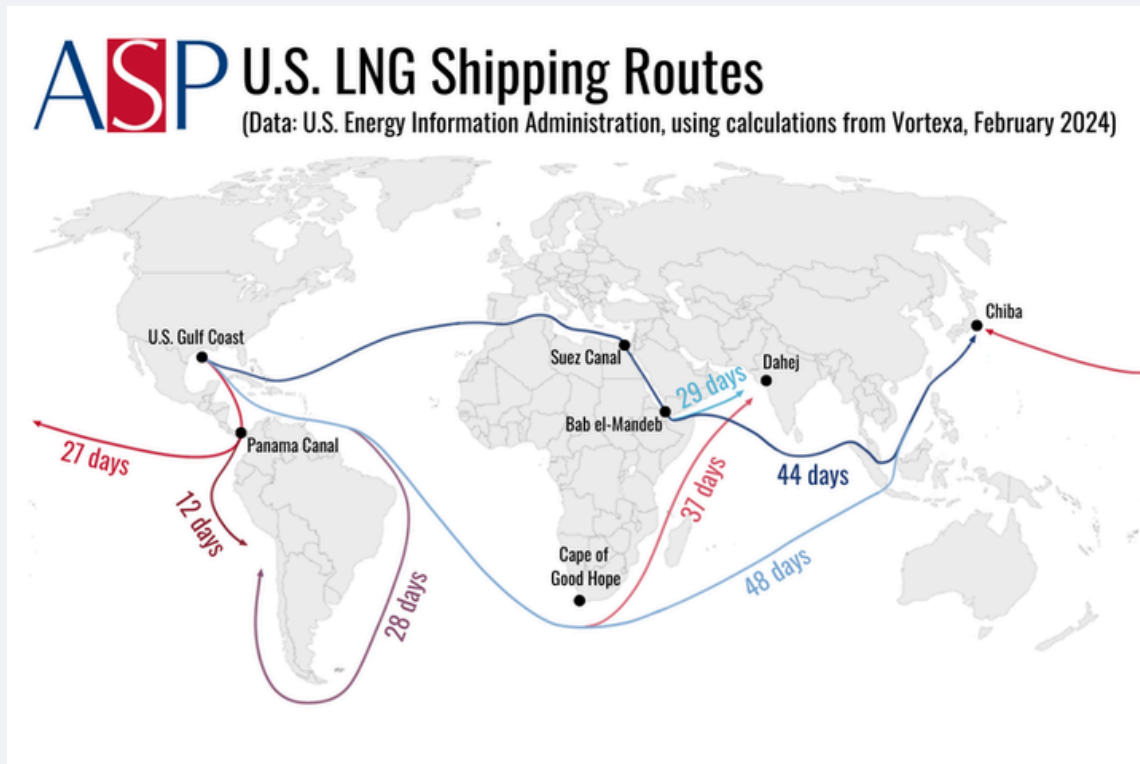 ASP
U.S. LNG Shipping Routes
(Data: U.S. Energy Information Administration, using calculations from Vortexa, February 2024)
U.S. Gulf Coast
Chiba
Suez Canal
Dahej
29 days
Bab el-Mandeb
Panama Canal
27 days
44 days
37 days
12 days
Cape of
Good Hope
48 days
28 days